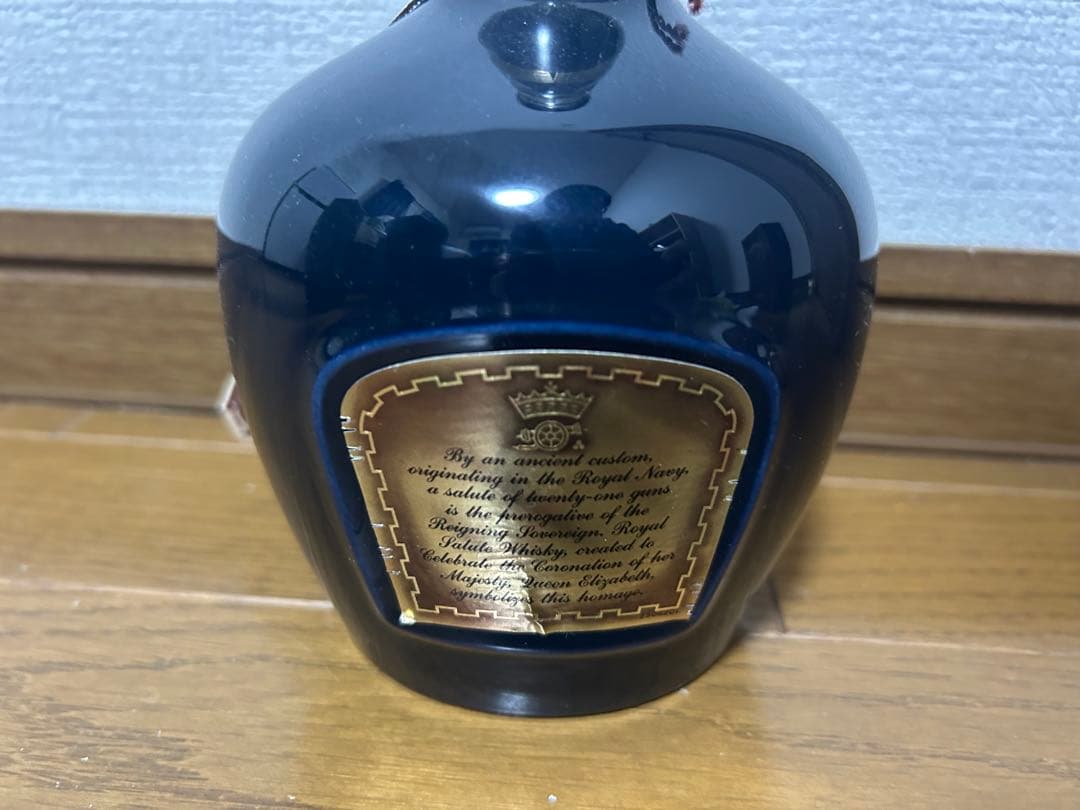 By an ancient custom,
originating in the Royal Navy,
a salute of twenty-one guns
is the prerogative of the
Reigning Sovereign. Royal
Salute Whisky, created to
Celebrate the Coronation of her
Majesty, Queen Elizabeth,
symbolizes this homage.